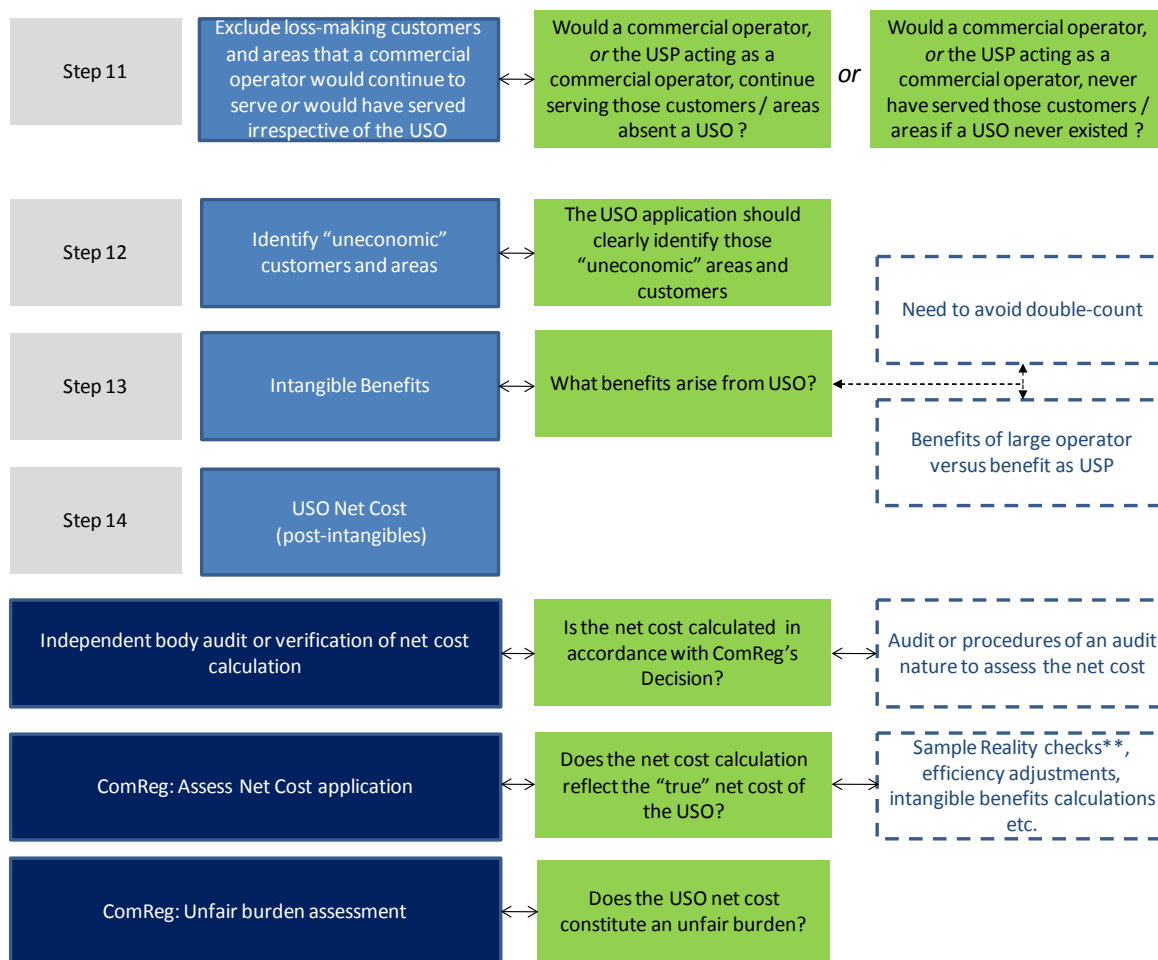 Step 11
Exclude loss-making customers
and areas that a commercial
operator would continue to
serve or would have served
irrespective of the USO
Would a commercial operator,
or the USP acting as a
commercial operator, continue
serving those customers / areas
absent a USO ?
or
Would a commercial operator,
or the USP acting as a
commercial operator, never
have served those customers /
areas if a USO never existed ?
Step 12
Identify “uneconomic”
customers and areas
The USO application should
clearly identify those
“uneconomic” areas and
customers
Need to avoid double-count
Step 13
Intangible Benefits
What benefits arise from USO?
Benefits of large operator
versus benefit as USP
Step 14
USO Net Cost
(post-intangibles)
Independent body audit or verification of net cost
calculation
Is the net cost calculated in
accordance with ComReg’s
Decision?
Audit or procedures of an audit
nature to assess the net cost
ComReg: Assess Net Cost application
Does the net cost calculation
reflect the “true” net cost of
the USO?
Sample Reality checks**,
efficiency adjustments,
intangible benefits calculations
etc.
ComReg: Unfair burden assessment
Does the USO net cost
constitute an unfair burden?